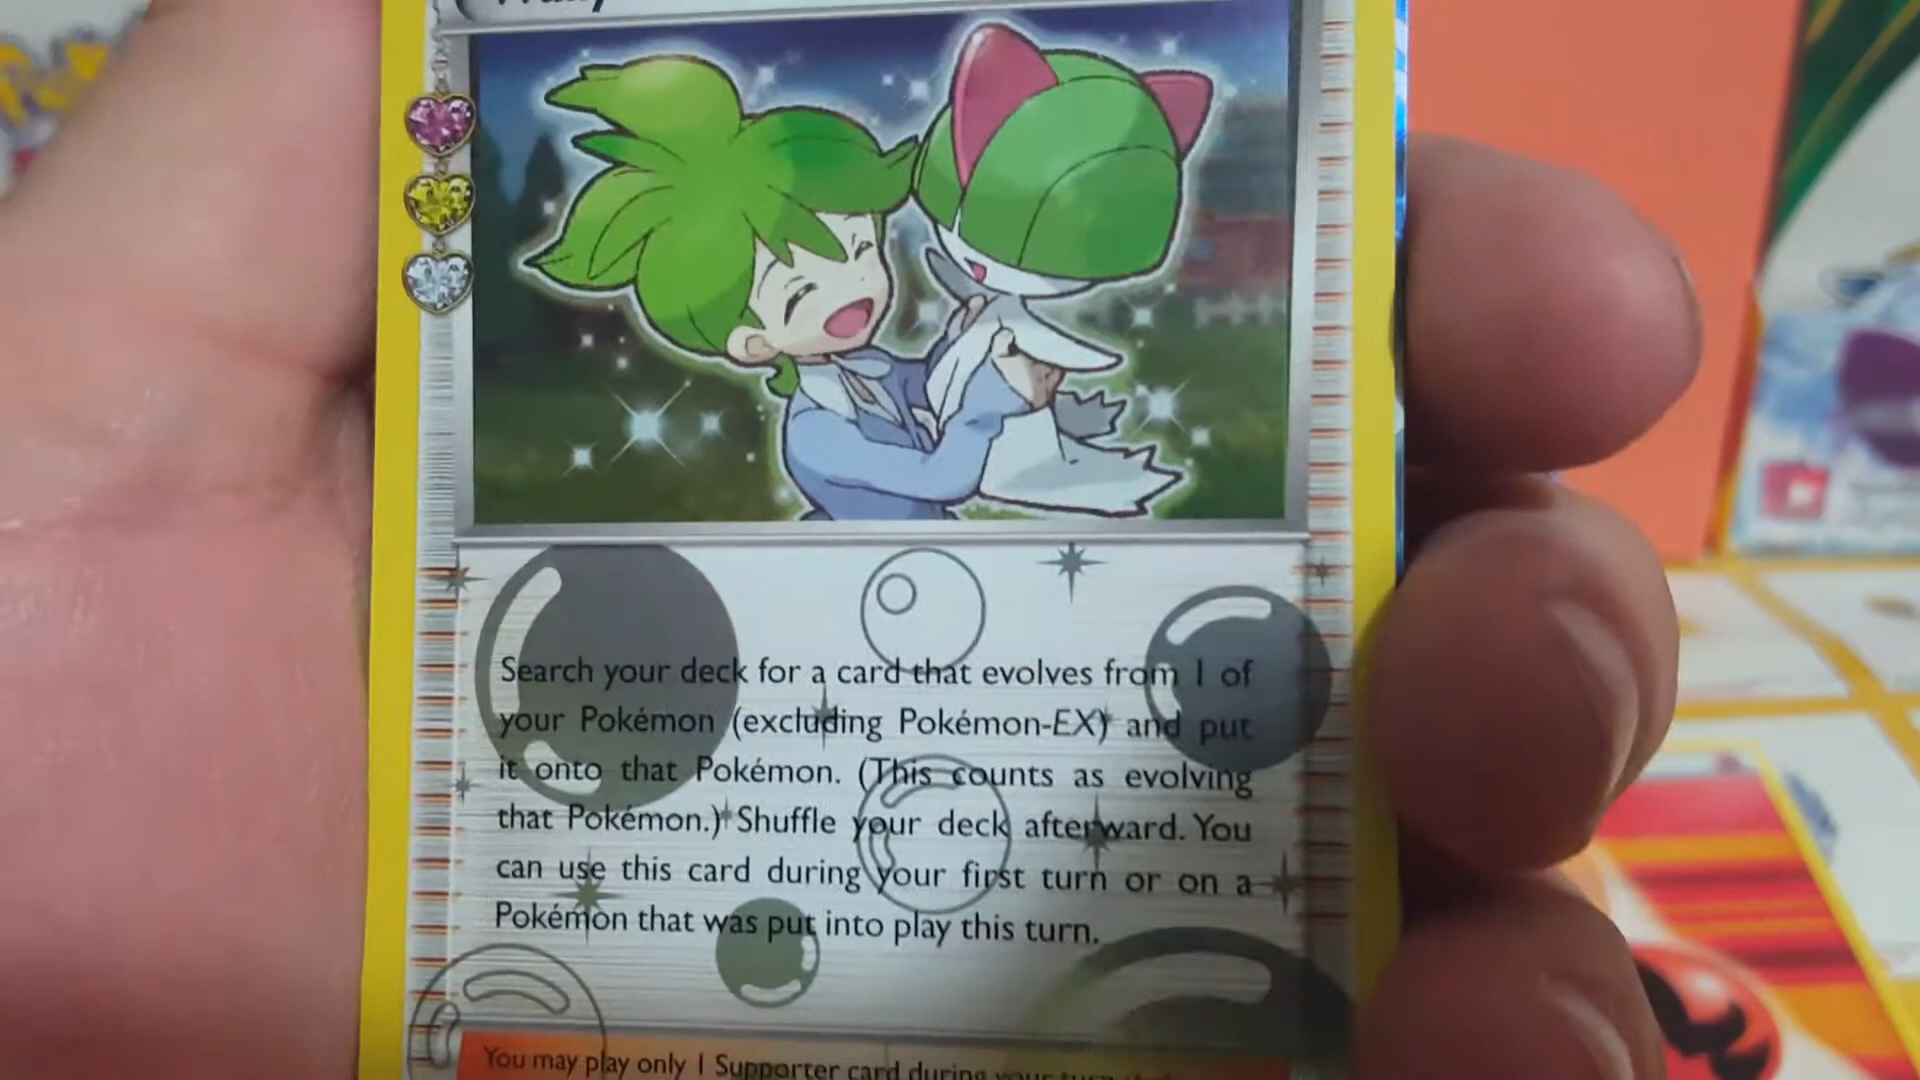 Search your deck for a card that evolves from 1 of
your Pokémon (excluding Pokémon-EX) and put
it onto that Pokémon. (This counts as evolving
that Pokémon.) Shuffle your deck afterward. You
can use this card during your first turn or on a
Pokémon that was put into play this turn.
You may play only 1 Supporter card during your turn